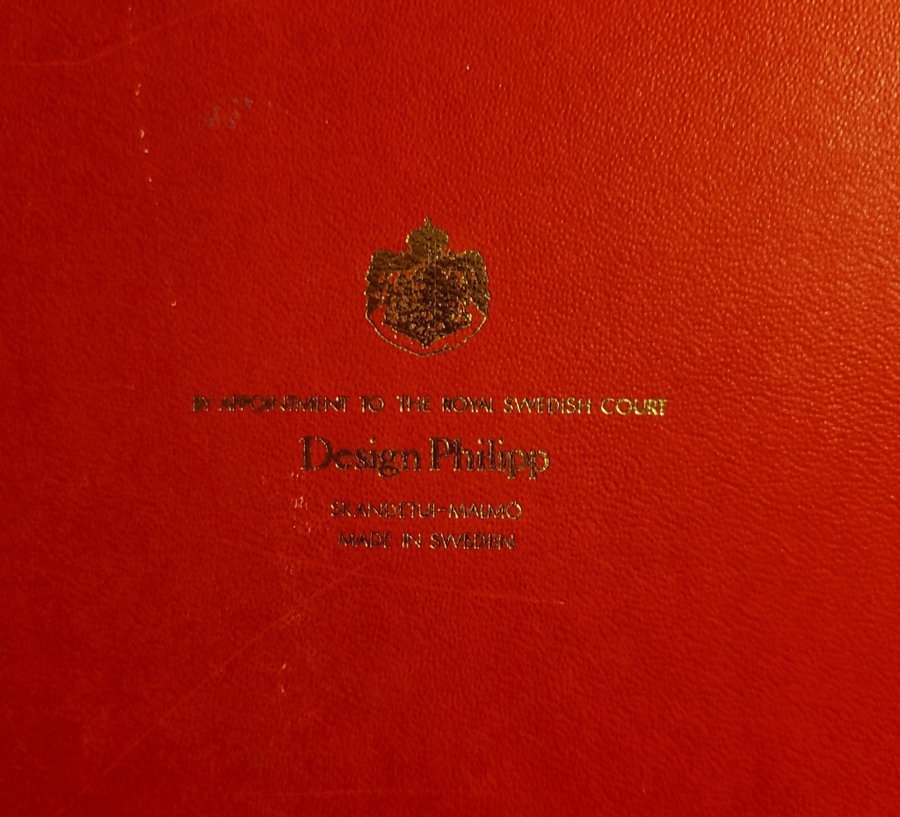 BY APPOINTMENT TO THE ROYAL SWEDISH COURT
Design Philipp
SKANDETUI-MALMÖ
MADE IN SWEDEN